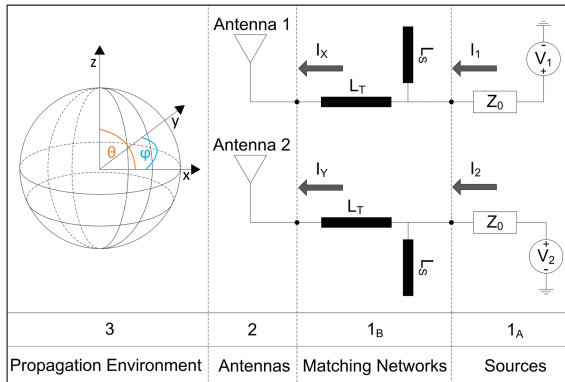 Antenna 1
I_X
L_T
L_S
I_1
Z_0
-
V_1
+
z
y
x
θ
φ
Antenna 2
I_Y
L_T
L_S
I_2
Z_0
+
V_2
-
3
2
1_B
1_A
Propagation Environment
Antennas
Matching Networks
Sources